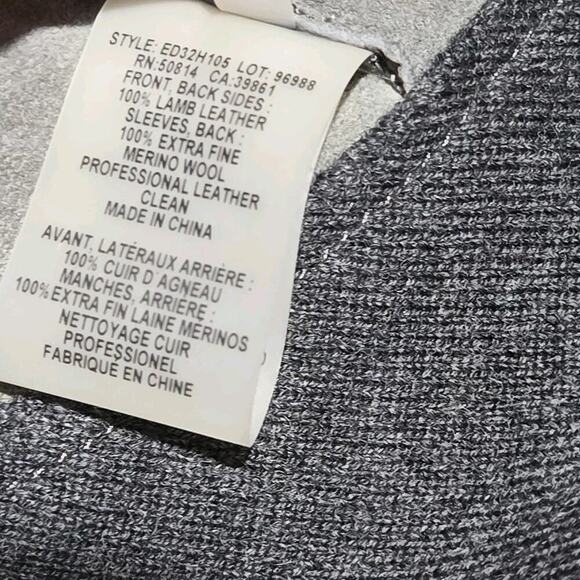 STYLE: ED32H105 LOT: 96988
RN:50814 CA:39861
FRONT, BACK SIDES :
100% LAMB LEATHER
SLEEVES, BACK :
100% EXTRA FINE
MERINO WOOL
PROFESSIONAL LEATHER
CLEAN
MADE IN CHINA
AVANT, LATÉRAUX ARRIÈRE :
100% CUIR D'AGNEAU
MANCHES, ARRIÈRE :
100% EXTRA FIN LAINE MERINOS
NETTOYAGE CUIR
PROFESSIONEL
FABRIQUÉ EN CHINE